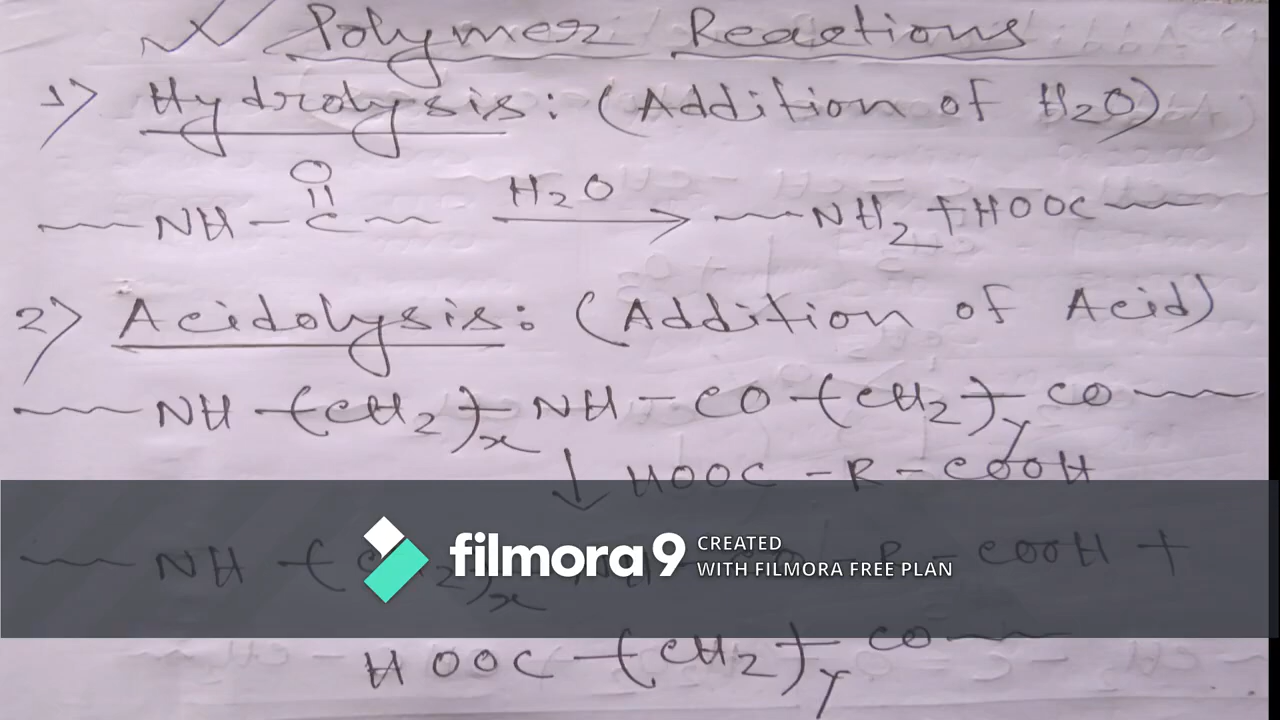 Polymer Reactions
1) Hydrolysis: (Addition of H2O)
O
~~NH-C~~ H2O → ~~NH2+HOOC~~
2) Acidolysis: (Addition of Acid)
~~NH-(CH2)x-NH-CO-(CH2)y-CO~~
↓ HOOC-R-COOH
~~NH-( 2)x R-COOH +
filmora9 CREATED
WITH FILMORA FREE PLAN
HOOC-(CH2)y-CO~~